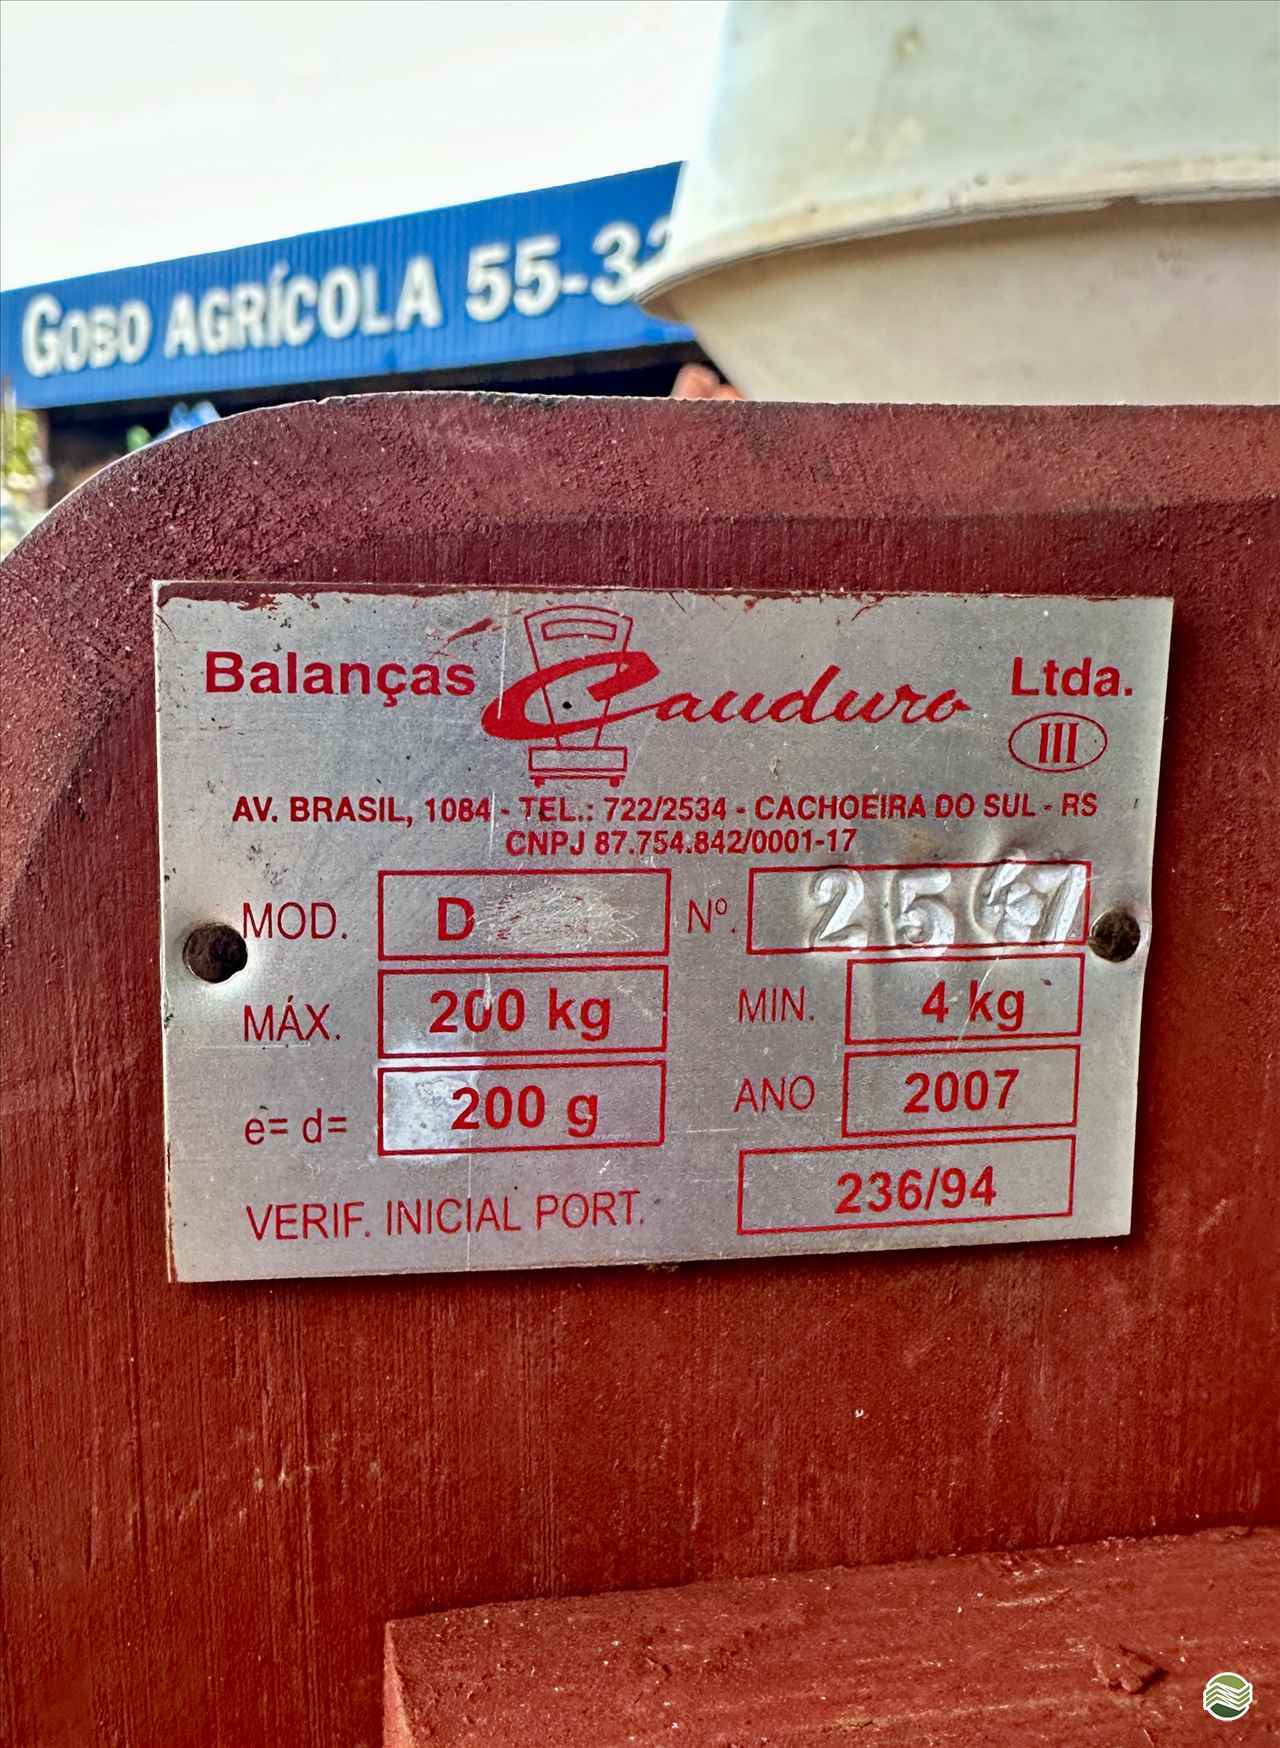 GOBO AGRÍCOLA 55-3
Balanças Cauduro Ltda.
III
AV. BRASIL, 1084 - TEL.: 722/2534 - CACHOEIRA DO SUL - RS
CNPJ 87.754.842/0001-17
MOD. D Nº.
MÁX. 200 kg MIN. 4 kg
e= d= 200 g ANO 2007
VERIF. INICIAL PORT. 236/94